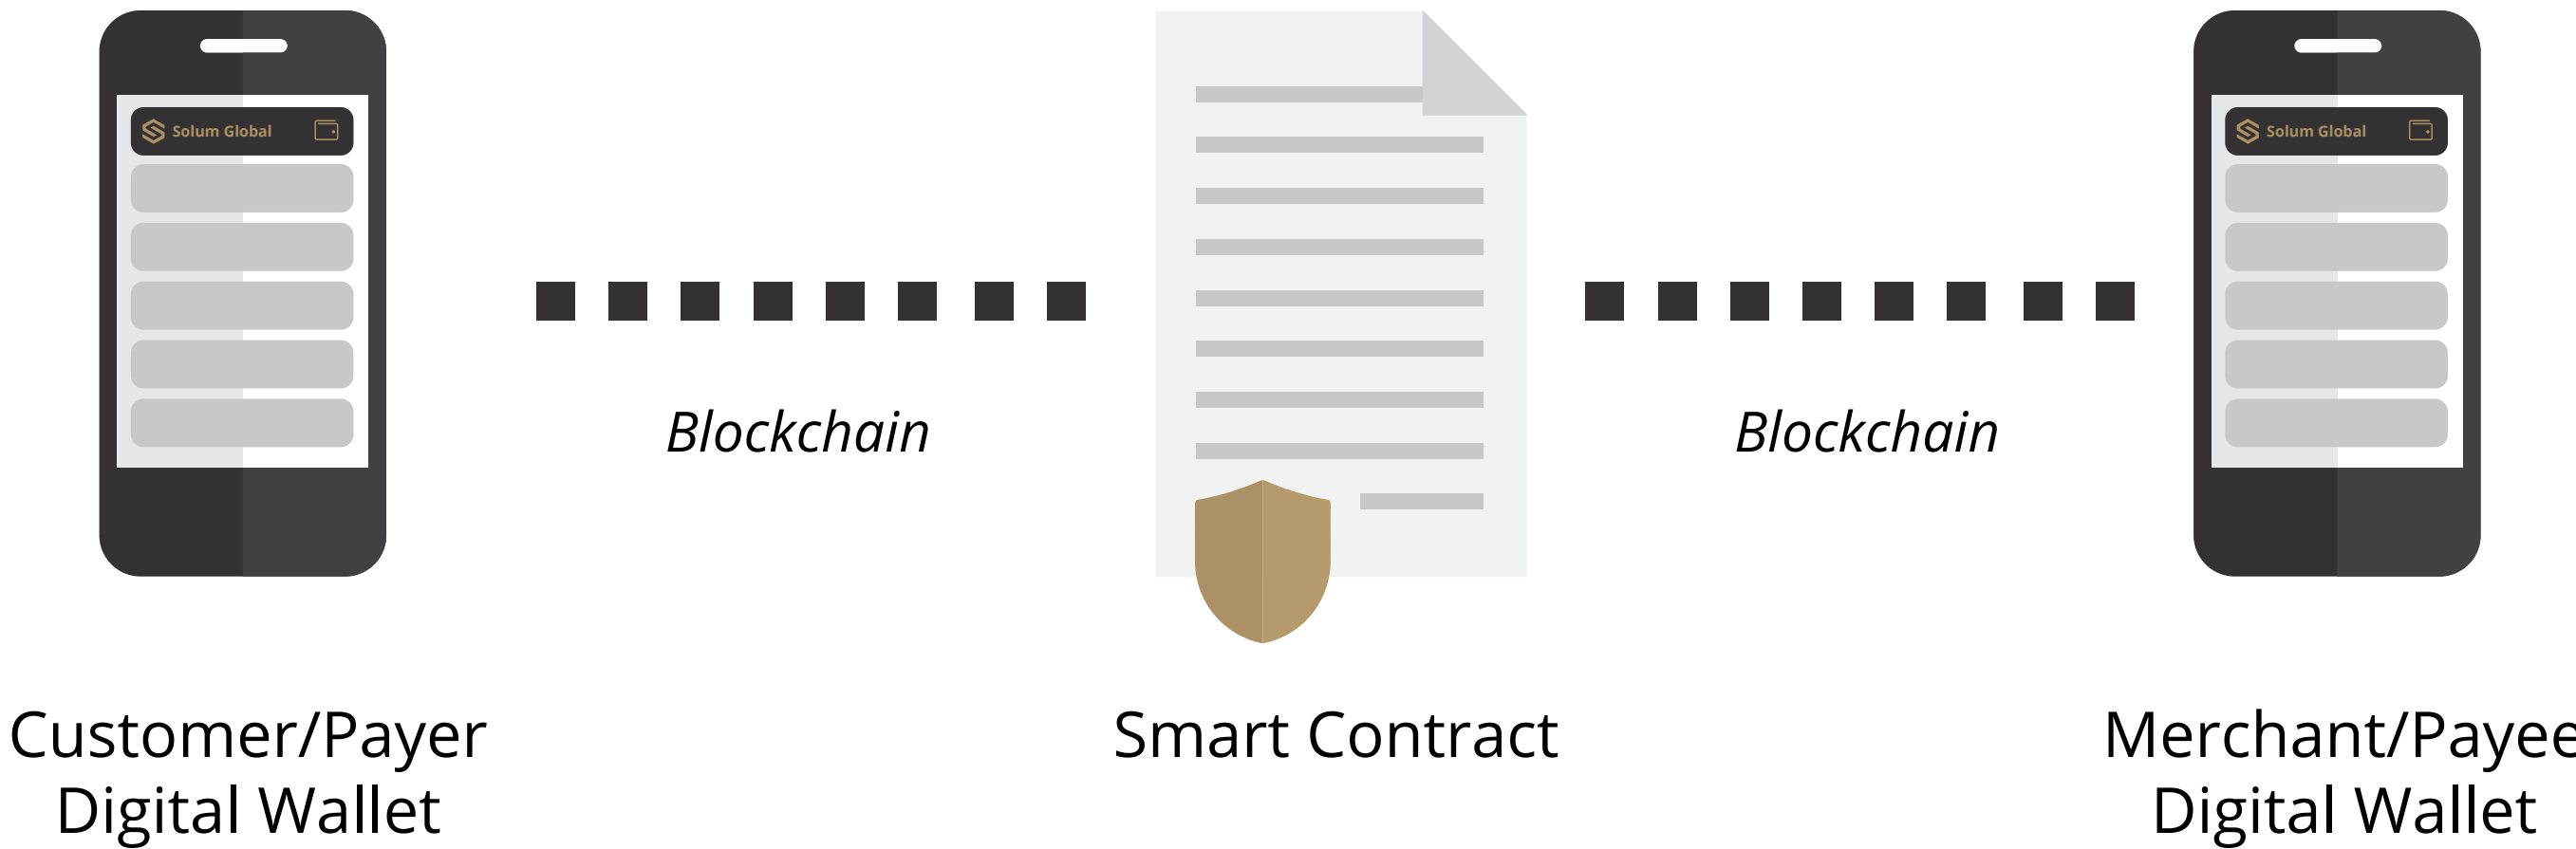 Solum Global
Solum Global
Blockchain
Blockchain
Customer/Payer
Digital Wallet
Smart Contract
Merchant/Payee
Digital Wallet